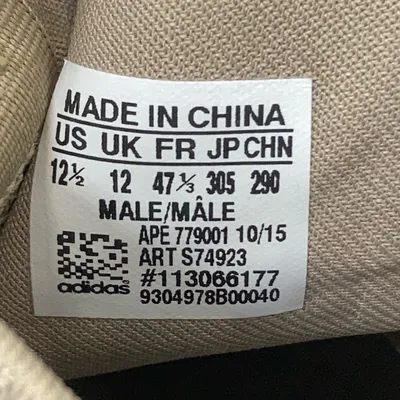 MADE IN CHINA
US UK FR JP CHN
12½ 12 47⅓ 305 290
MALE/MÂLE
APE 779001 10/15
ART S74923
#113066177
adidas 9304978B00040